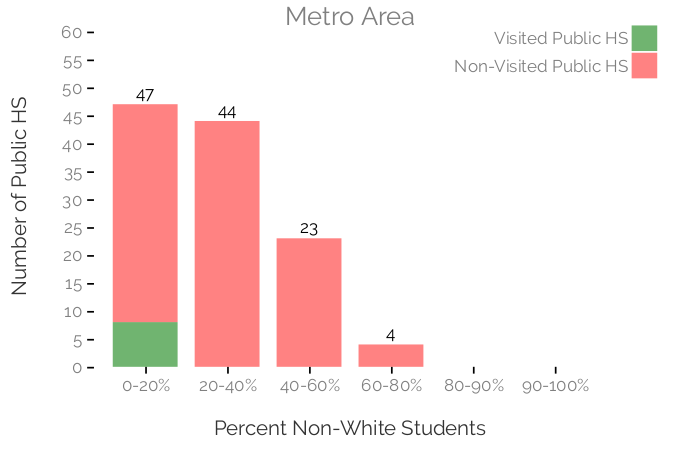 Metro Area
Visited Public HS
Non-Visited Public HS
Number of Public HS
60
55
50
45
40
35
30
25
20
15
10
5
0
47
44
23
4
0-20% 20-40% 40-60% 60-80% 80-90% 90-100%
Percent Non-White Students